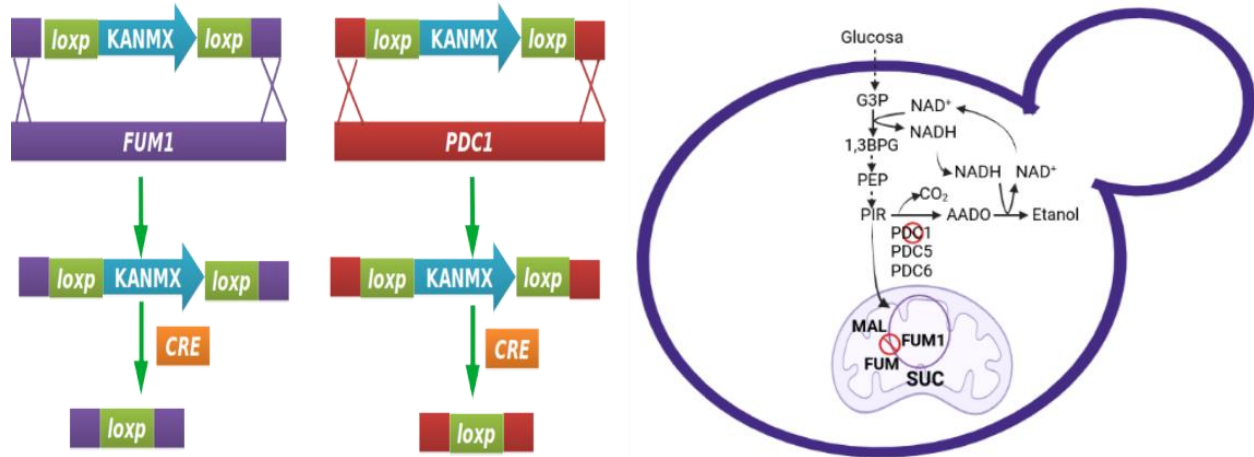 loxp KANMX loxp
FUM1
loxp KANMX loxp
CRE
loxp
loxp KANMX loxp
PDC1
loxp KANMX loxp
CRE
loxp
Glucosa
G3P
NAD⁺
NADH
1,3BPG
NADH
NAD⁺
PEP
CO₂
PIR
AADO
Etanol
PDC1
PDC5
PDC6
MAL
FUM1
FUM
SUC